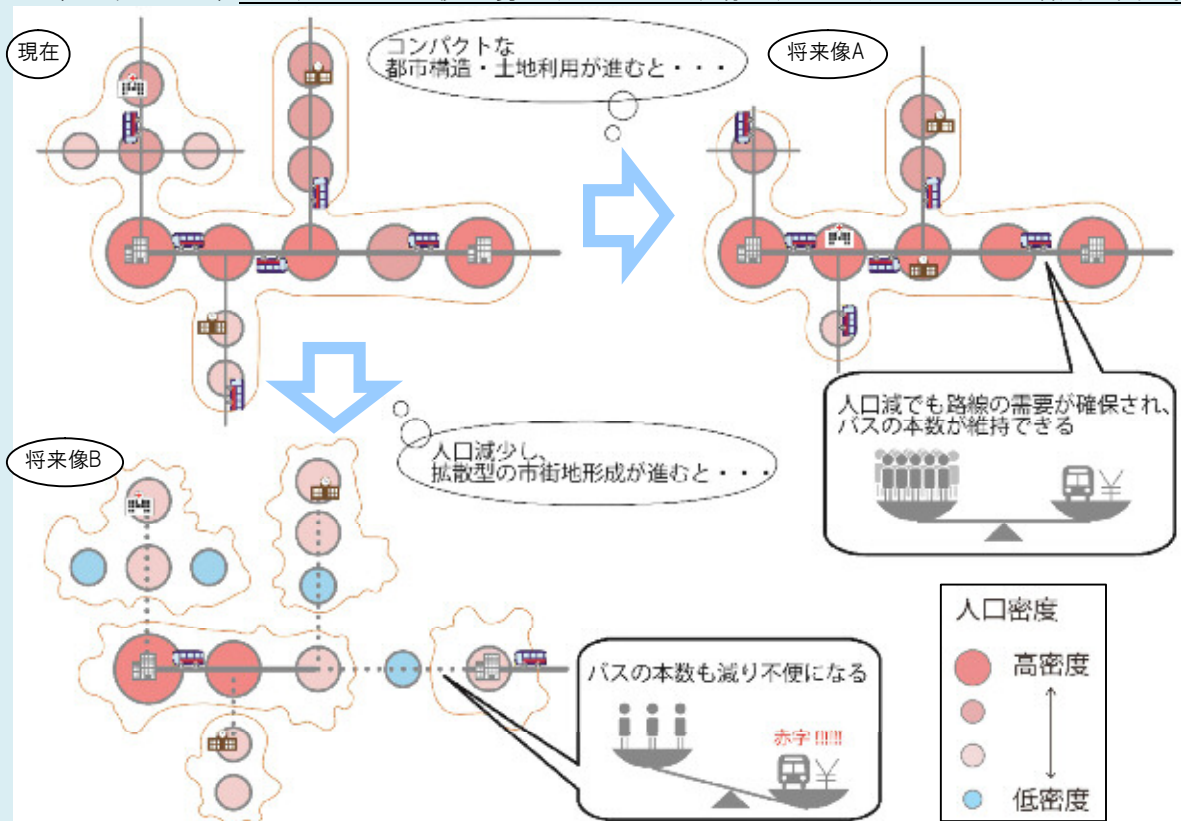 現在
コンパクトな
都市構造・土地利用が進むと・・・
将来像A
人口減でも路線の需要が確保され、
バスの本数が維持できる
¥
将来像B
人口減少し、
拡散型の市街地形成が進むと・・・
バスの本数も減り不便になる
赤字!!!!!
¥
人口密度
高密度
低密度